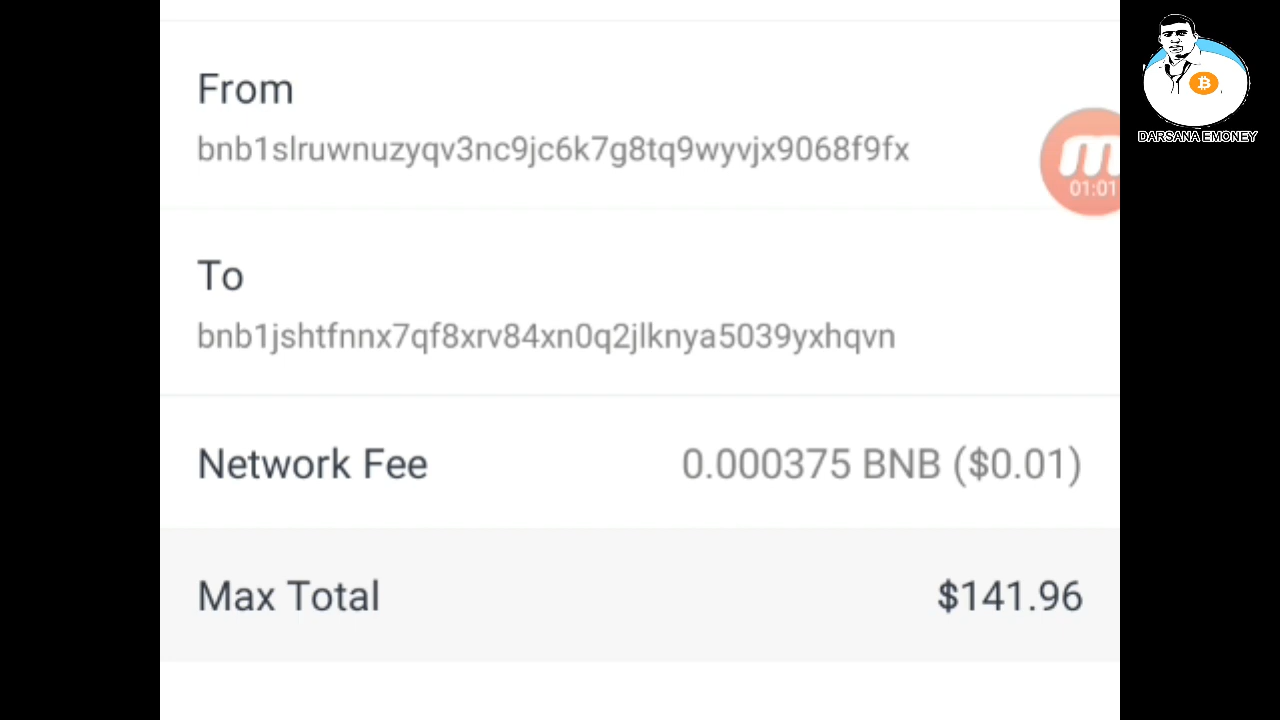 From
bnb1slruwnuzyqv3nc9jc6k7g8tq9wyvjx9068f9fx
01:01
To
bnb1jshtfnnx7qf8xrv84xn0q2jlknya5039yxhqvn
Network Fee 0.000375 BNB ($0.01)
Max Total $141.96
DARSANA EMONEY